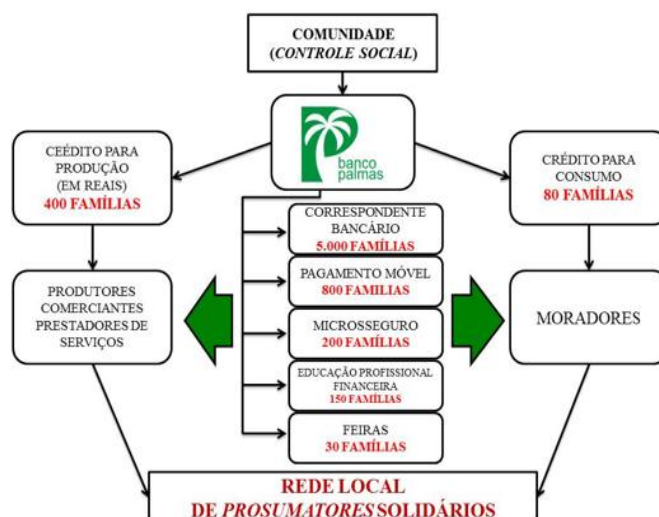 COMUNIDADE
(CONTROLE SOCIAL)
banco
palmas
CEÉDITO PARA
PRODUÇÃO
(EM REAIS)
400 FAMÍLIAS
CRÉDITO PARA
CONSUMO
80 FAMÍLIAS
CORRESPONDENTE
BANCÁRIO
5.000 FAMÍLIAS
PAGAMENTO MÓVEL
800 FAMILIAS
MICROSSEGURO
200 FAMÍLIAS
EDUCAÇÃO PROFISSIONAL
FINANCEIRA
150 FAMÍLIAS
FEIRAS
30 FAMÍLIAS
PRODUTORES
COMERCIANTES
PRESTADORES DE
SERVIÇOS
MORADORES
REDE LOCAL
DE PROSUMATORES SOLIDÁRIOS